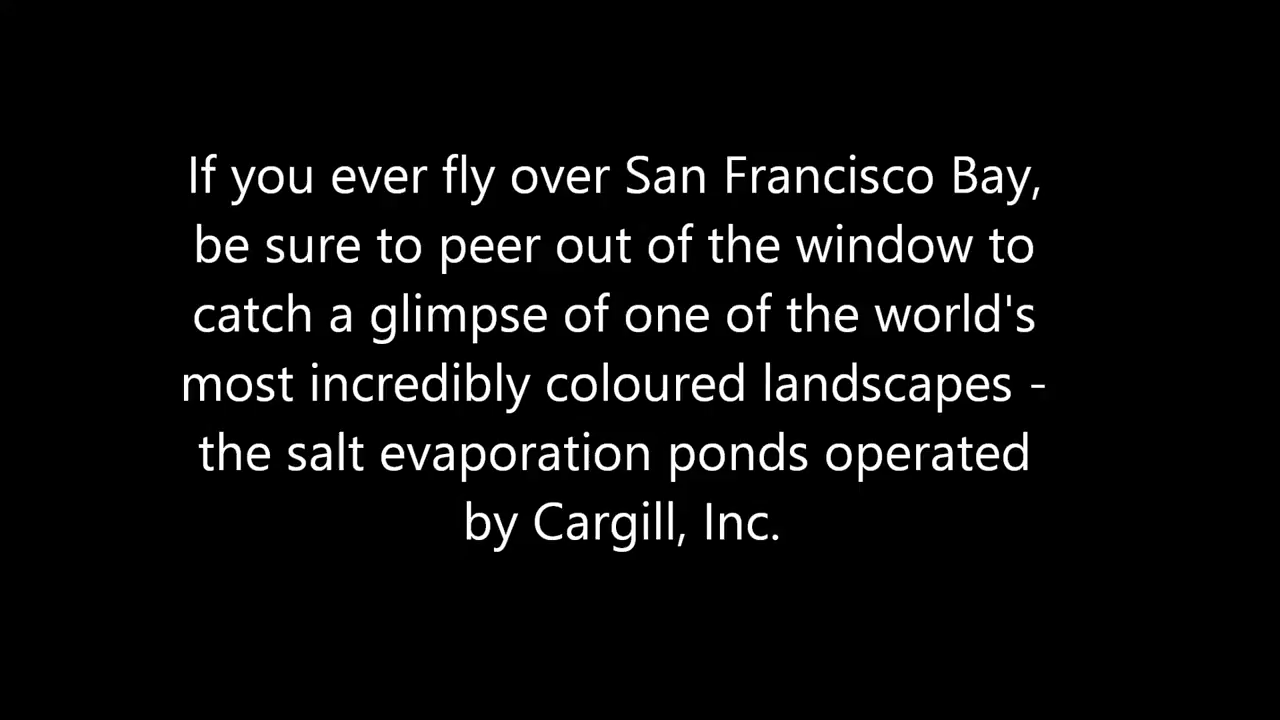 If you ever fly over San Francisco Bay,
be sure to peer out of the window to
catch a glimpse of one of the world's
most incredibly coloured landscapes -
the salt evaporation ponds operated
by Cargill, Inc.